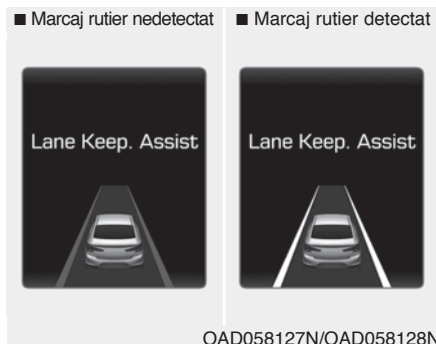 ■ Marcaj rutier nedetectat
■ Marcaj rutier detectat
Lane Keep. Assist
Lane Keep. Assist
OAD058127N/OAD058128N